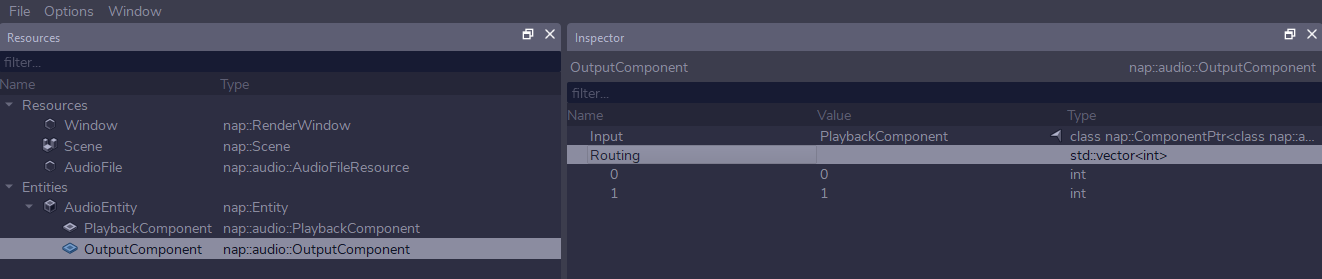 File Options Window
Resources
filter...
Name Type
Resources
Window nap::RenderWindow
Scene nap::Scene
AudioFile nap::audio::AudioFileResource
Entities
AudioEntity nap::Entity
PlaybackComponent nap::audio::PlaybackComponent
OutputComponent nap::audio::OutputComponent
Inspector
OutputComponent nap::audio::OutputComponent
filter...
Name Value Type
Input PlaybackComponent class nap::ComponentPtr<class nap::a...
Routing std::vector<int>
0 0 int
1 1 int